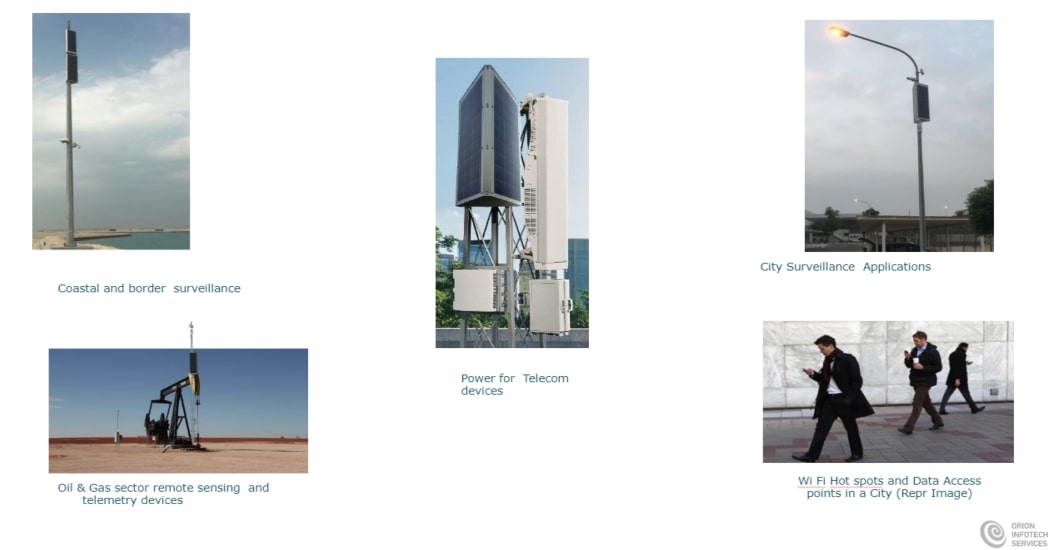 Coastal and border surveillance
Oil & Gas sector remote sensing and
telemetry devices
Power for Telecom
devices
City Surveillance Applications
Wi Fi Hot spots and Data Access
points in a City (Repr Image)
ORION
INFOTECH
SERVICES